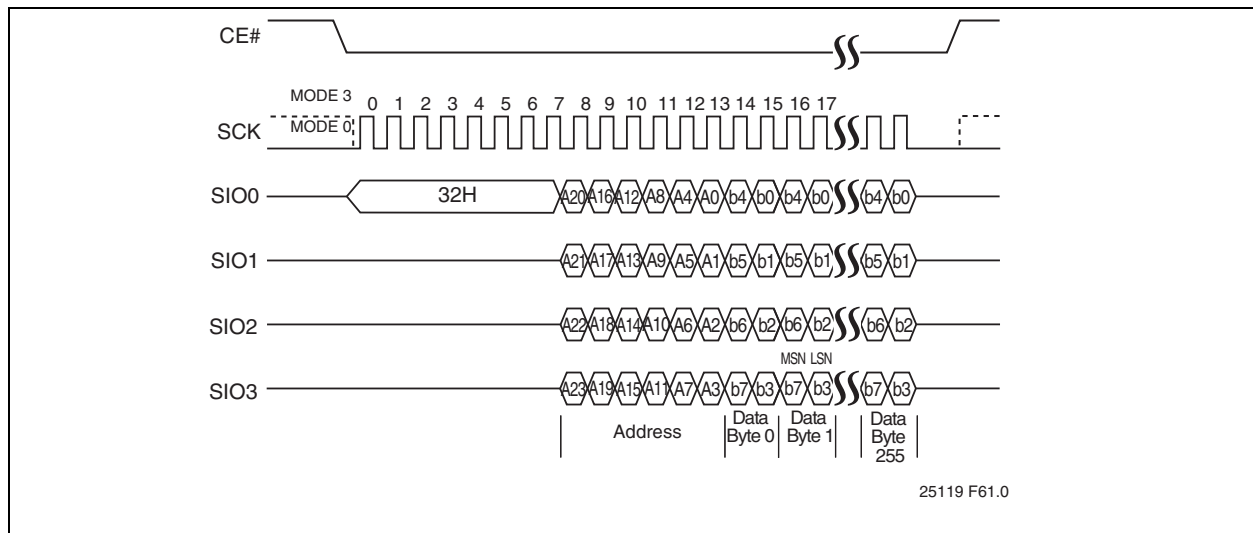 CE#
MODE 3
0 1 2 3 4 5 6 7 8 9 10 11 12 13 14 15 16 17
SCK
MODE 0
SIO0
32H
A20 A16 A12 A8 A4 A0 b4 b0 b4 b0 b4 b0
SIO1
A21 A17 A13 A9 A5 A1 b5 b1 b5 b1 b5 b1
SIO2
A22 A18 A14 A10 A6 A2 b6 b2 b6 b2 b6 b2
MSN LSN
SIO3
A23 A19 A15 A11 A7 A3 b7 b3 b7 b3 b7 b3
Address
Data
Byte 0
Data
Byte 1
Data
Byte
255
25119 F61.0